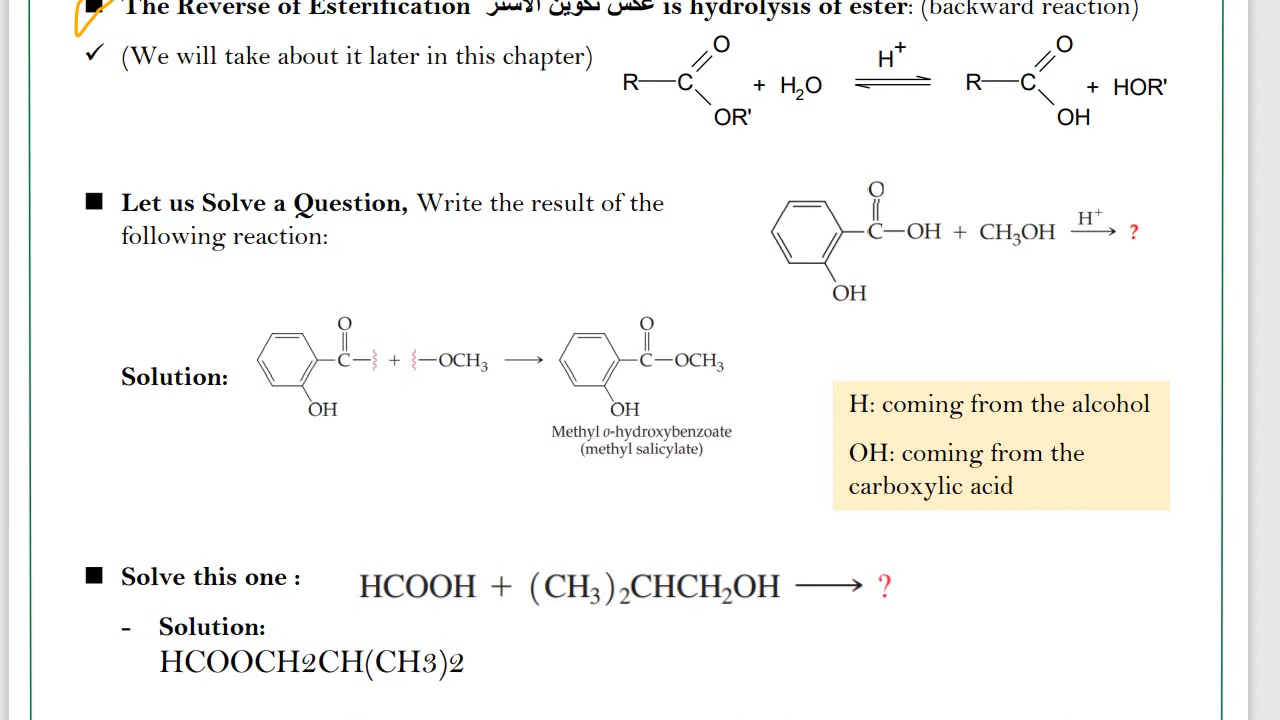 The Reverse of Esterification عكس تكوين الاستر is hydrolysis of ester: (backward reaction)
✓ (We will take about it later in this chapter)
R—C(=O)OR' + H₂O ⇌ R—C(=O)OH + HOR'
H⁺
■ Let us Solve a Question, Write the result of the
following reaction:
O
C—OH + CH₃OH → ?
H⁺
OH
Solution:
O
C— + —OCH₃ →
OH
O
C—OCH₃
OH
Methyl o-hydroxybenzoate
(methyl salicylate)
H: coming from the alcohol
OH: coming from the
carboxylic acid
■ Solve this one :
HCOOH + (CH₃)₂CHCH₂OH ⟶ ?
- Solution:
HCOOCH2CH(CH3)2